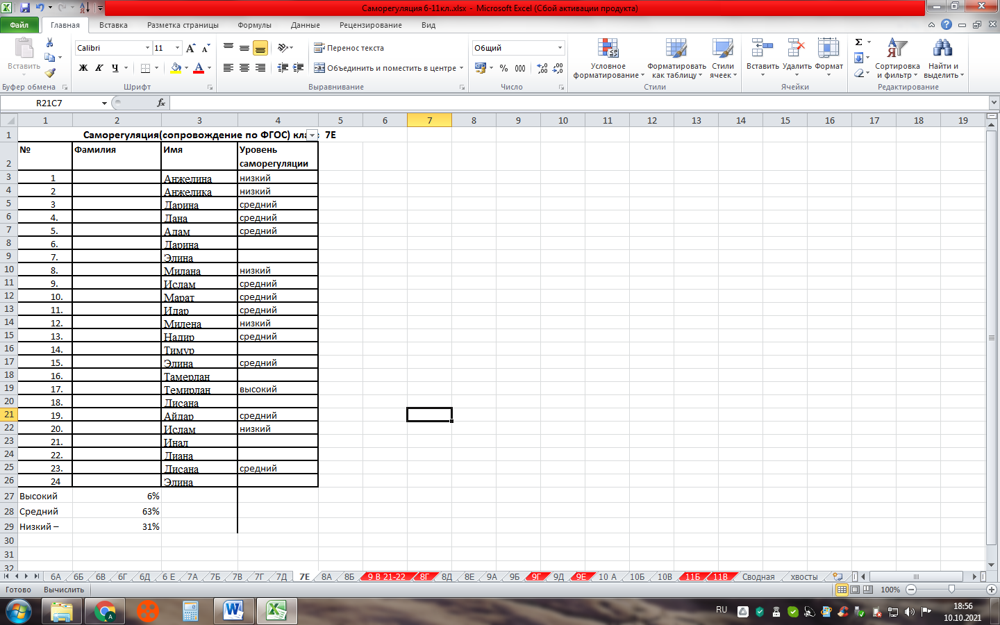 Саморегуляция 6-11кл..xlsx - Microsoft Excel (Сбой активации продукта)
Файл Главная Вставка Разметка страницы Формулы Данные Рецензирование Вид
Calibri 11 Перенос текста Общий
Вставить Ж К Ч Объединить и поместить в центре % 000 Условное форматирование Форматировать как таблицу Стили ячеек Вставить Удалить Формат Сортировка и фильтр Найти и выделить
Буфер обмена Шрифт Выравнивание Число Стили Ячейки Редактирование
R21C7 fx
1 2 3 4 5 6 7 8 9 10 11 12 13 14 15 16 17 18 19
1 Саморегуляция(сопровождение по ФГОС) кла 7Е
2 № Фамилия Имя Уровень саморегуляции
3 1 Анжелина низкий
4 2 Анжелика низкий
5 3 Дарина средний
6 4. Дана средний
7 5. Адам средний
8 6. Дарина
9 7. Элина
10 8. Милана низкий
11 9. Ислам средний
12 10. Марат средний
13 11. Идар средний
14 12. Милена низкий
15 13. Надир средний
16 14. Тимур
17 15. Элина средний
18 16. Тамерлан
19 17. Темирлан высокий
20 18. Дисана
21 19. Айдар средний
22 20. Ислам низкий
23 21. Инал
24 22. Диана
25 23. Дисана средний
26 24 Элина
27 Высокий 6%
28 Средний 63%
29 Низкий – 31%
30
31
32
6А 6Б 6В 6Г 6Д 6 Е 7А 7Б 7В 7Г 7Д 7Е 8А 8Б 9 В 21-22 8Г 8Д 8Е 9А 9Б 9Г 9Д 9Е 10 А 10Б 10В 11Б 11В Сводная хвосты
Готово Вычислить 100%
RU 18:56
10.10.2021